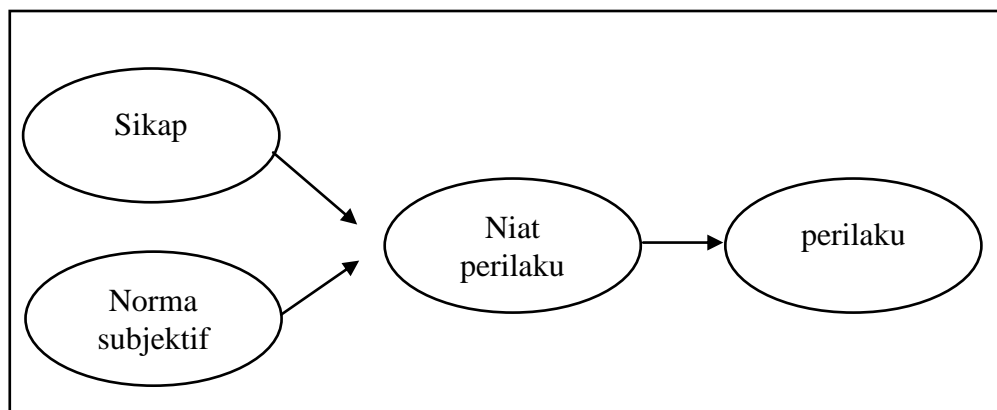 Sikap
Niat
perilaku
perilaku
Norma
subjektif